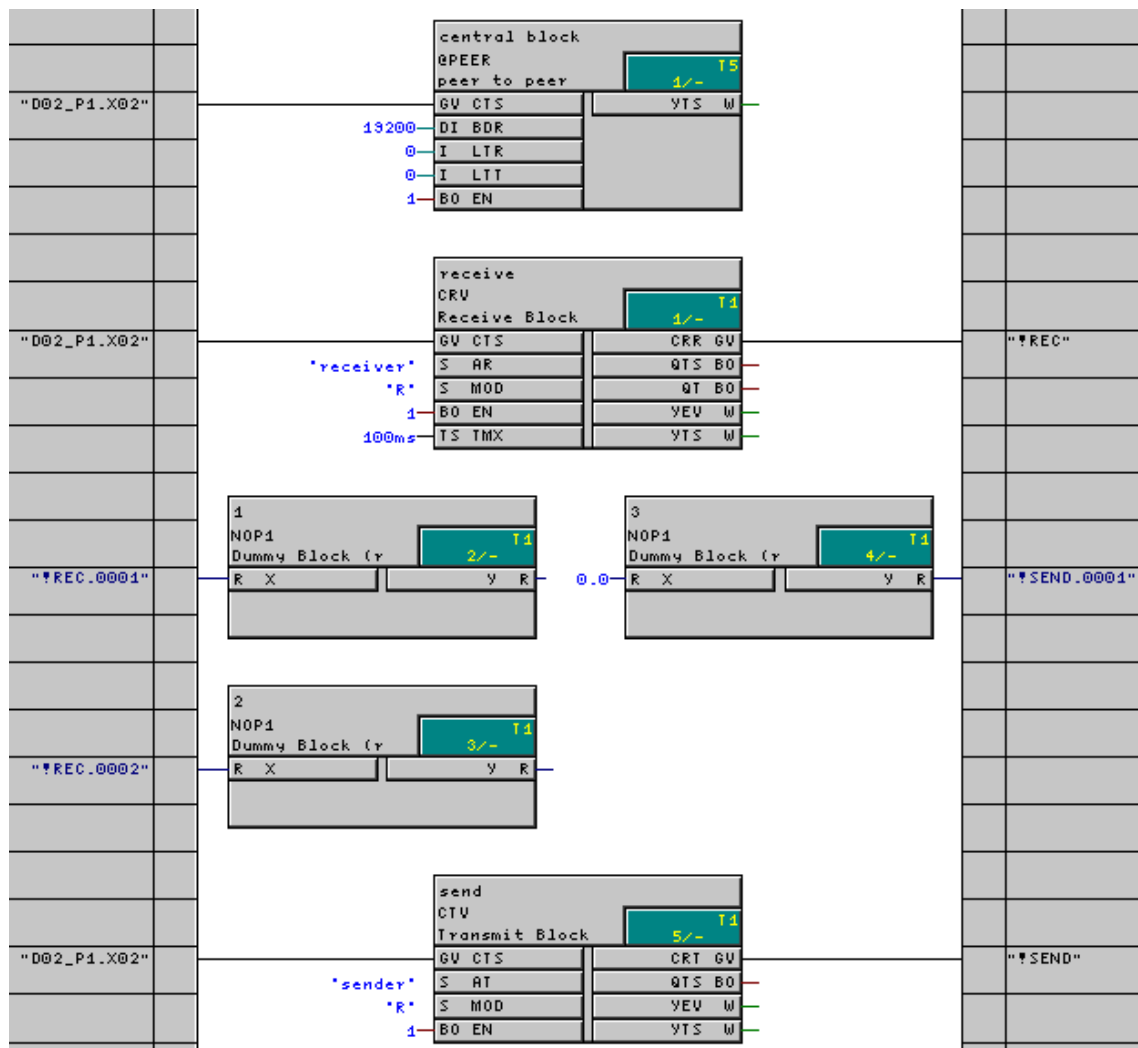 central block
@PEER
T5
peer to peer
1/-
"D02_P1.X02"
GV CTS
YTS W
19200
DI BDR
0
I LTR
0
I LTT
1
BO EN
receive
CRV
T1
Receive Block
1/-
"D02_P1.X02"
GV CTS
CRR GV
"!REC"
'receiver'
S AR
QTS BO
'R'
S MOD
QT BO
1
BO EN
YEV W
100ms
TS TMX
YTS W
1
NOP1
T1
Dummy Block (r
2/-
"!REC.0001"
R X
Y R
3
NOP1
T1
Dummy Block (r
4/-
0.0
R X
Y R
"!SEND.0001"
2
NOP1
T1
Dummy Block (r
3/-
"!REC.0002"
R X
Y R
send
CTV
T1
Transmit Block
5/-
"D02_P1.X02"
GV CTS
CRT GV
"!SEND"
'sender'
S AT
QTS BO
'R'
S MOD
YEV W
1
BO EN
YTS W